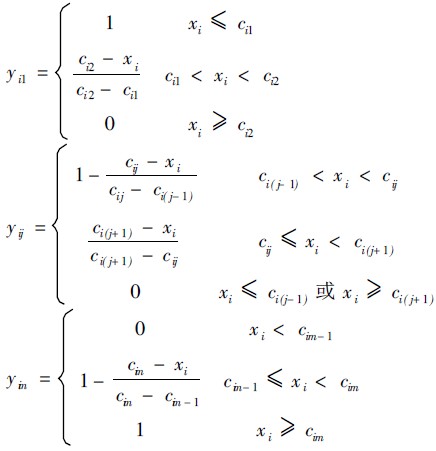 y_{i1} = { 1    x_i ⩽ c_{i1}
(c_{i2} − x_i) / (c_{i2} − c_{i1})    c_{i1} < x_i < c_{i2}
0    x_i ⩾ c_{i2}
y_{ij} = { 1 − (c_{ij} − x_i) / (c_{ij} − c_{i(j−1)})    c_{i(j−1)} < x_i < c_{ij}
(c_{i(j+1)} − x_i) / (c_{i(j+1)} − c_{ij})    c_{ij} ⩽ x_i < c_{i(j+1)}
0    x_i ⩽ c_{i(j−1)} 或 x_i ⩾ c_{i(j+1)}
y_{in} = { 0    x_i < c_{im−1}
1 − (c_{in} − x_i) / (c_{in} − c_{in−1})    c_{in−1} ⩽ x_i < c_{im}
1    x_i ⩾ c_{im}